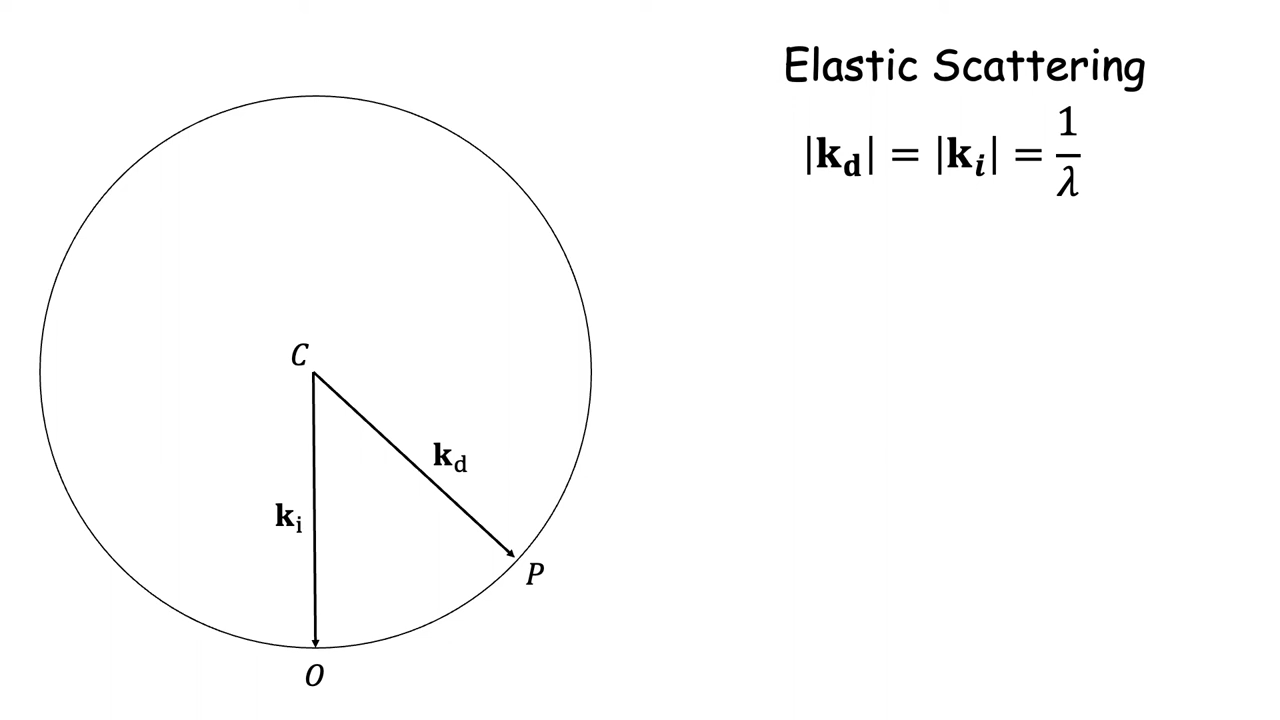 Elastic Scattering
|𝐤_𝐝| = |𝐤_𝒊| = 1/λ
C
𝐤_d
𝐤_i
P
O